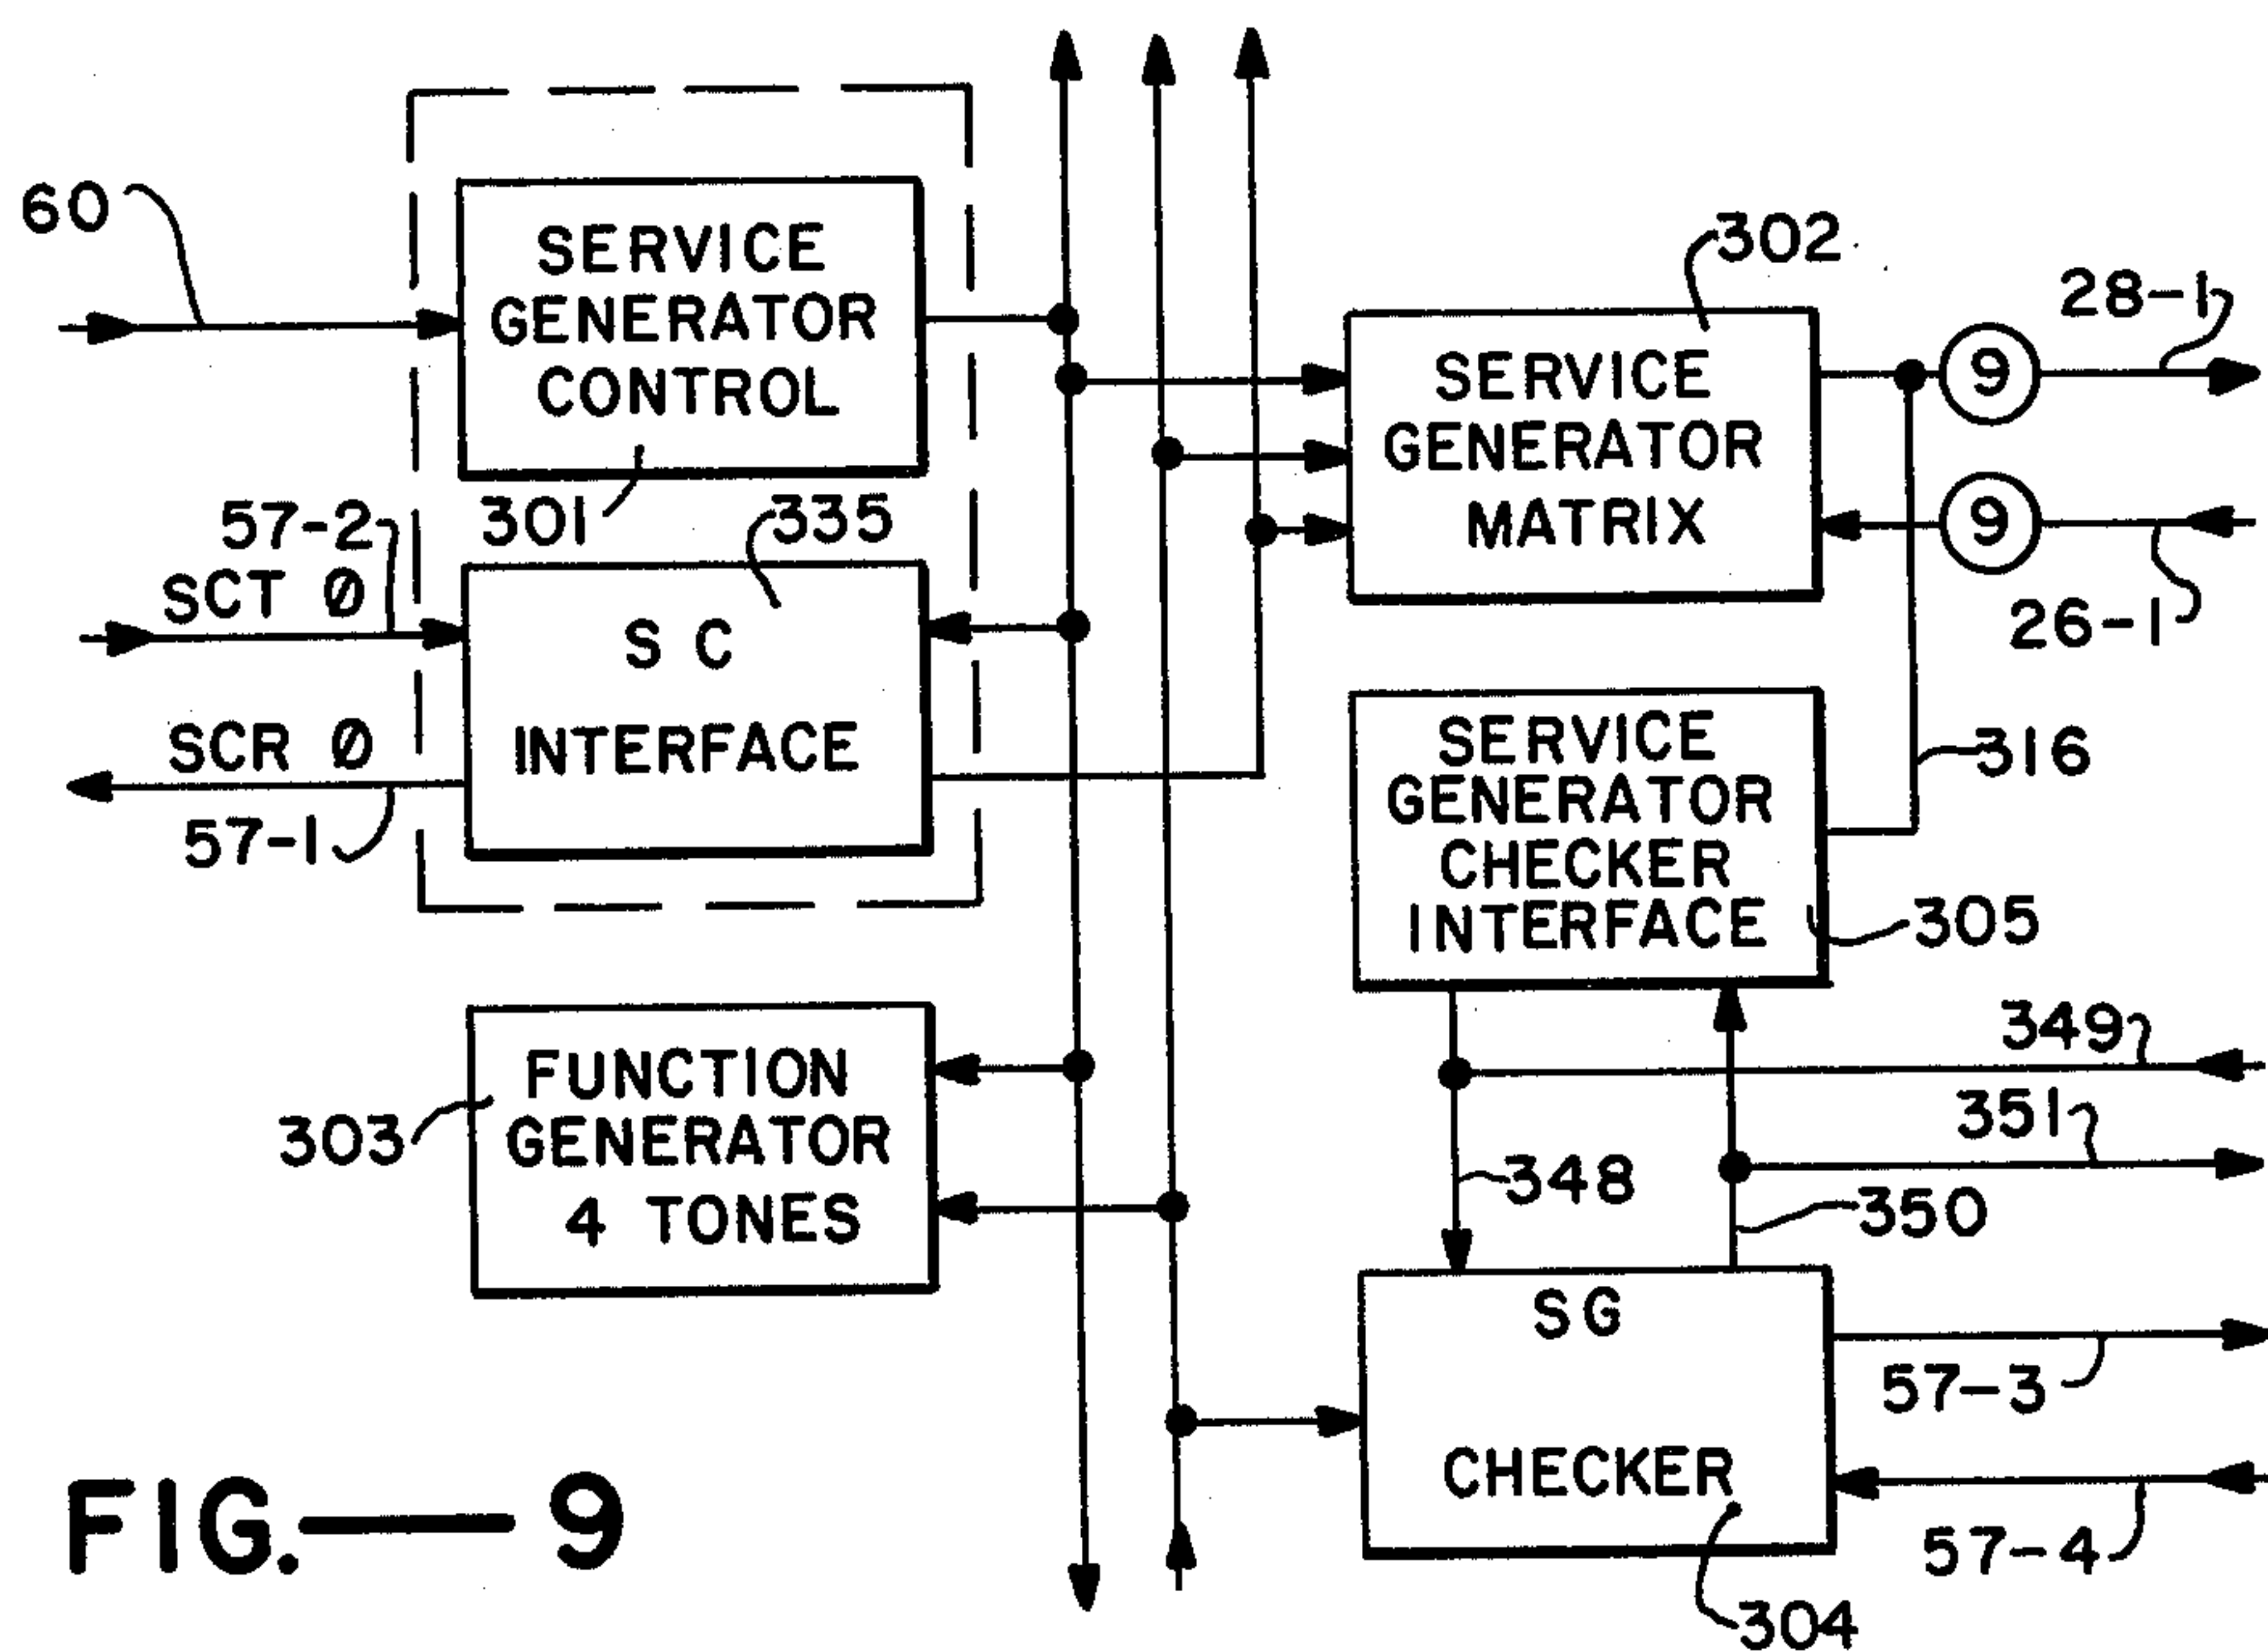 60
SERVICE
GENERATOR
CONTROL
301
57-2
SCT 0
335
S C
INTERFACE
SCR 0
57-1
302
SERVICE
GENERATOR
MATRIX
28-1
9
9
26-1
SERVICE
GENERATOR
CHECKER
INTERFACE
316
305
303
FUNCTION
GENERATOR
4 TONES
349
351
348
350
SG
CHECKER
57-3
57-4
304
FIG.—9